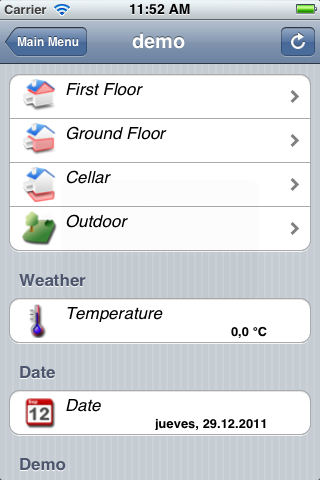 Carrier 11:52 AM
Main Menu demo
First Floor
Ground Floor
Cellar
Outdoor
Weather
Temperature
0,0 °C
Date
Sep
12
Date
jueves, 29.12.2011
Demo